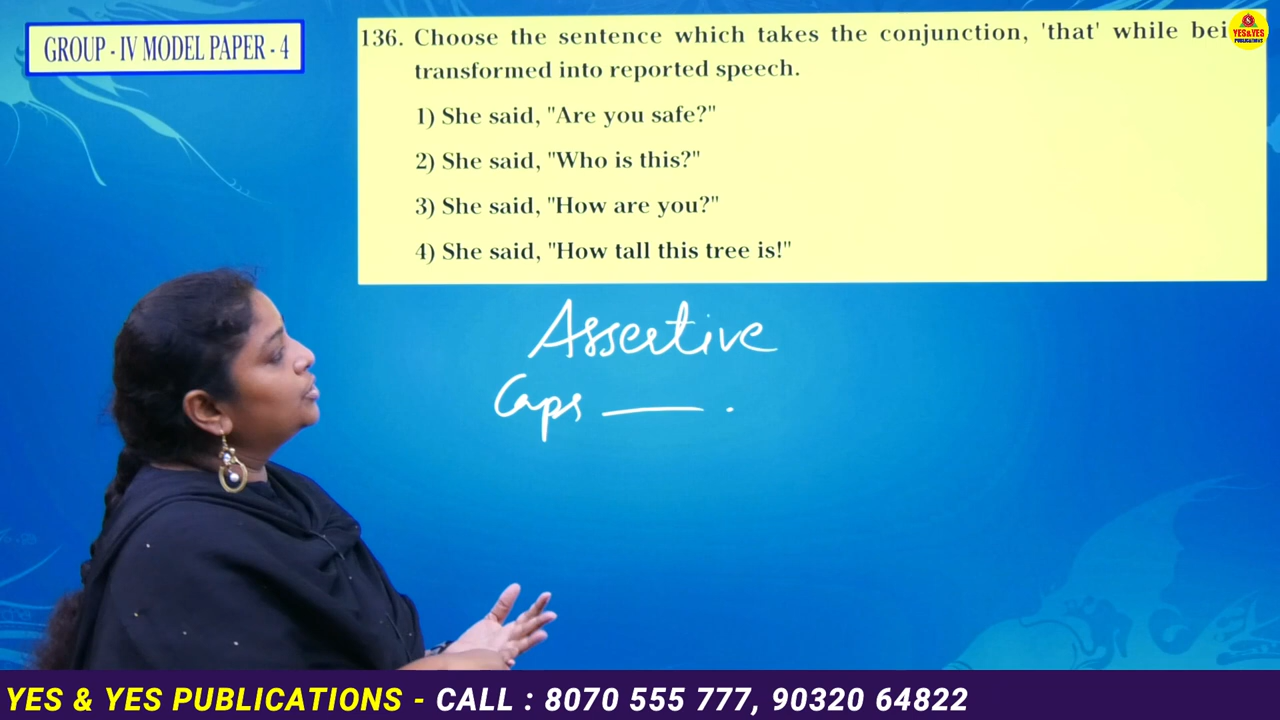 GROUP - IV MODEL PAPER - 4
136. Choose the sentence which takes the conjunction, 'that' while bei
transformed into reported speech.
1) She said, "Are you safe?"
2) She said, "Who is this?"
3) She said, "How are you?"
4) She said, "How tall this tree is!"
Assertive
Caps ——— .
YES&YES
PUBLICATIONS
YES & YES PUBLICATIONS - CALL : 8070 555 777, 90320 64822